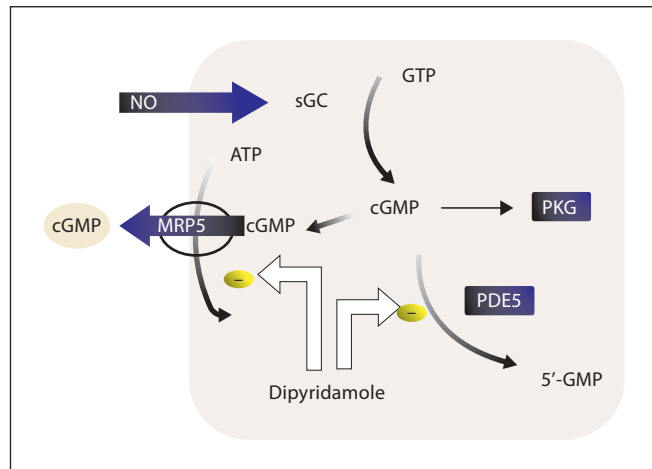 GTP
NO
sGC
ATP
cGMP
MRP5
cGMP
cGMP
PKG
–
–
PDE5
5′-GMP
Dipyridamole